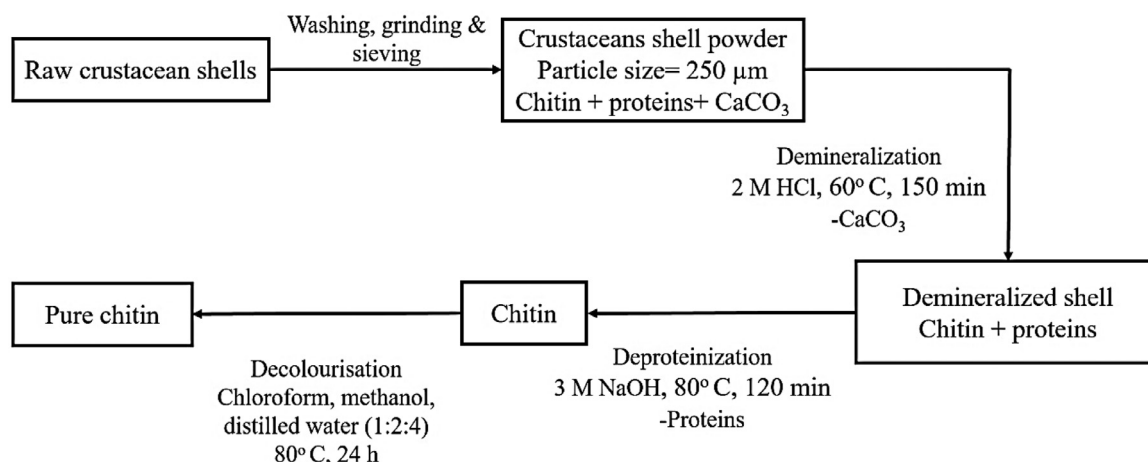 Raw crustacean shells
Washing, grinding &
sieving
Crustaceans shell powder
Particle size= 250 µm
Chitin + proteins+ CaCO₃
Demineralization
2 M HCl, 60° C, 150 min
-CaCO₃
Demineralized shell
Chitin + proteins
Deproteinization
3 M NaOH, 80° C, 120 min
-Proteins
Chitin
Decolourisation
Chloroform, methanol,
distilled water (1:2:4)
80° C, 24 h
Pure chitin